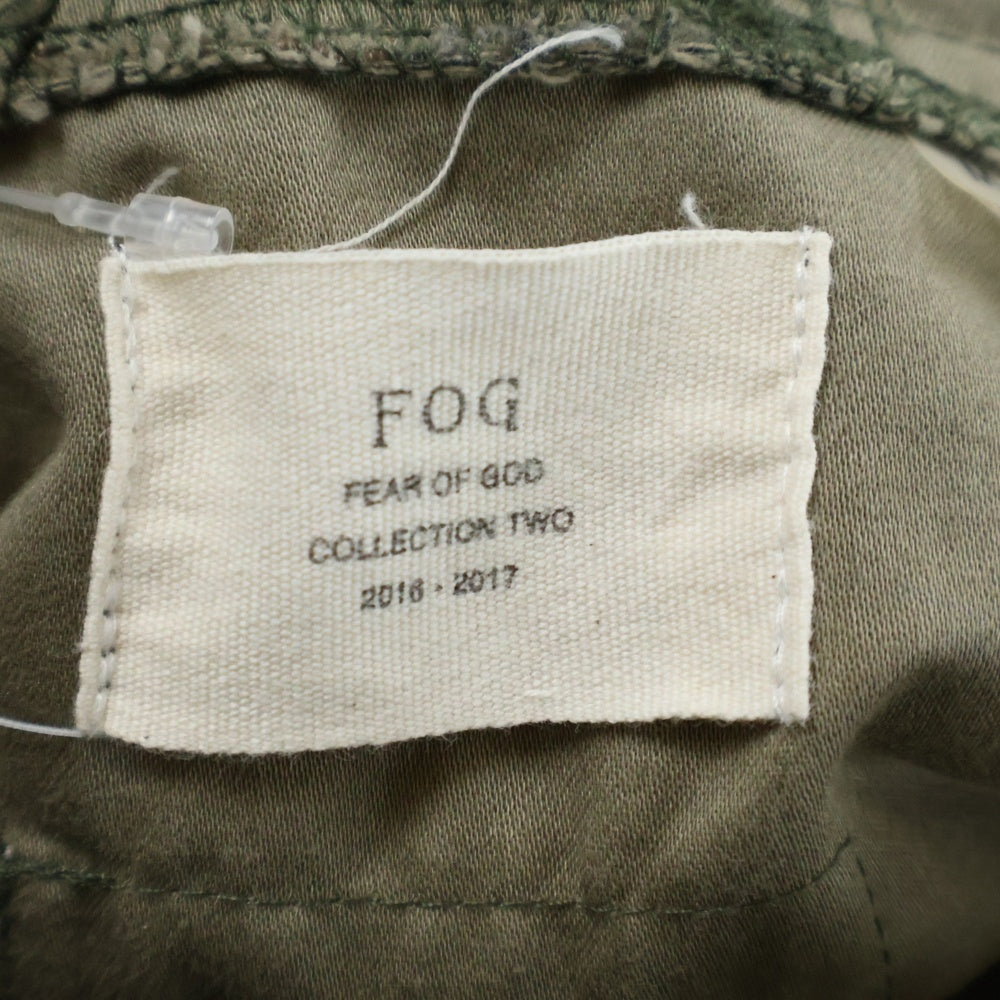 FOG
FEAR OF GOD
COLLECTION TWO
2016 - 2017